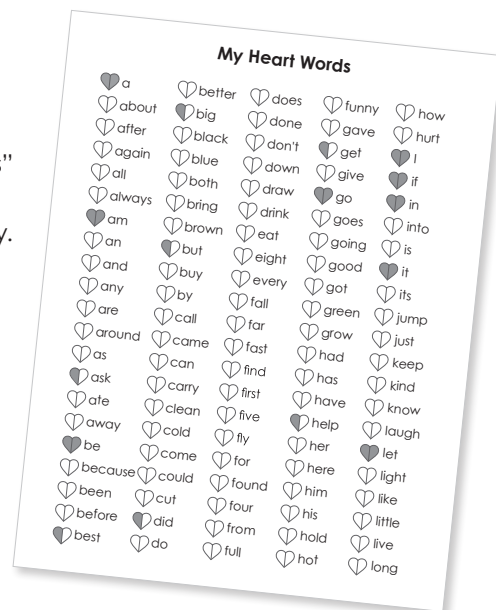 ”
y.
My Heart Words
a
about
after
again
all
always
am
an
and
any
are
around
as
ask
ate
away
be
because
been
before
best
better
big
black
blue
both
bring
brown
but
buy
by
call
came
can
carry
clean
cold
come
could
cut
did
do
does
done
don't
down
draw
drink
eat
eight
every
fall
far
fast
find
first
five
fly
for
found
four
from
full
funny
gave
get
give
go
goes
going
good
got
green
grow
had
has
have
help
her
here
him
his
hold
hot
how
hurt
I
if
in
into
is
it
its
jump
just
keep
kind
know
laugh
let
light
like
little
live
long